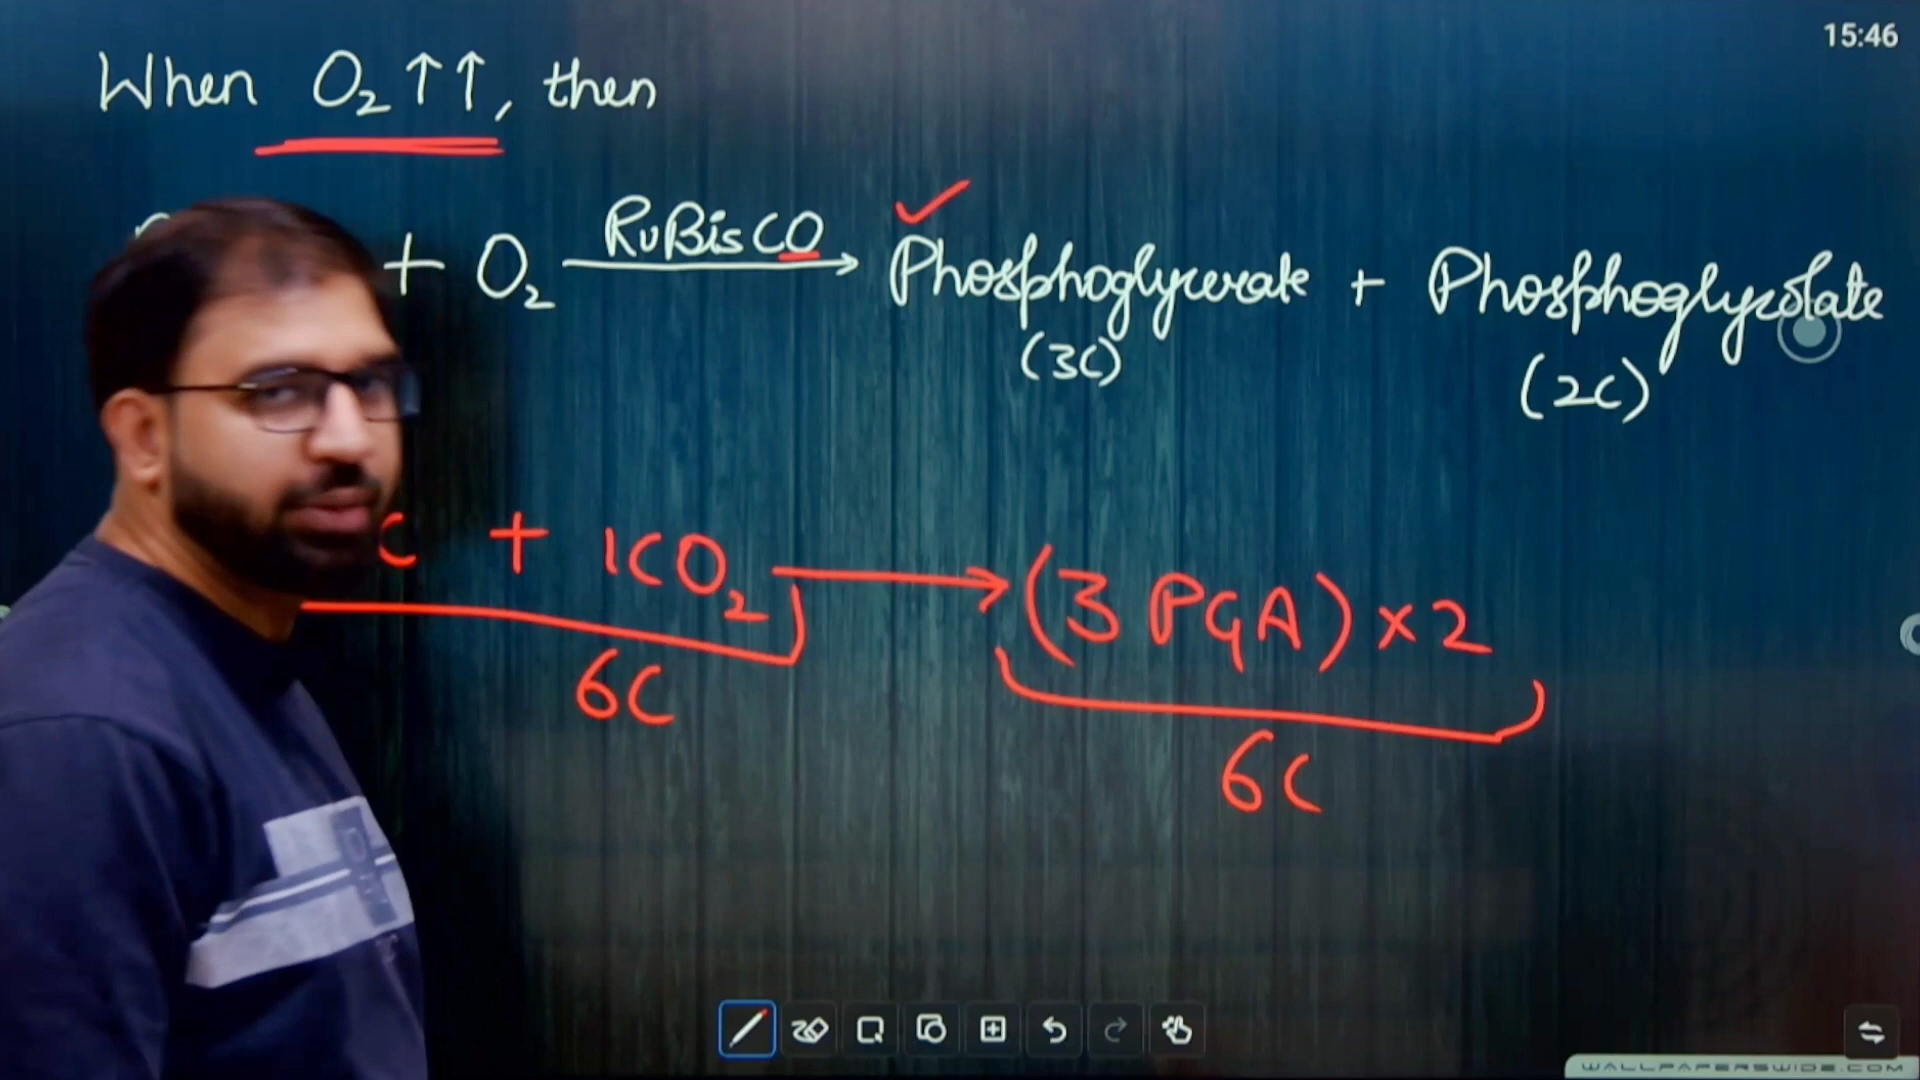 15:46
When O₂ ↑↑, then
+ O₂ RuBisCO → Phosphoglycerate + Phosphoglycolate
(3C) (2C)
C + 1CO₂ → (3 PGA) × 2
6C 6C
WALLPAPERSWIDE.COM